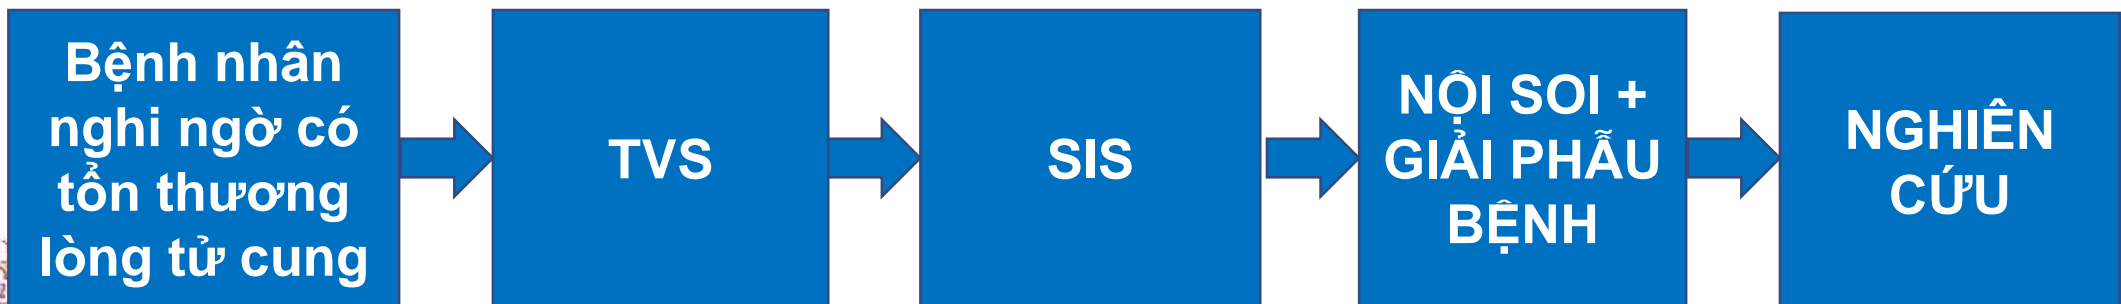 Bệnh nhân
nghi ngờ có
tổn thương
lòng tử cung
TVS
SIS
NỘI SOI +
GIẢI PHẪU
BỆNH
NGHIÊN
CỨU